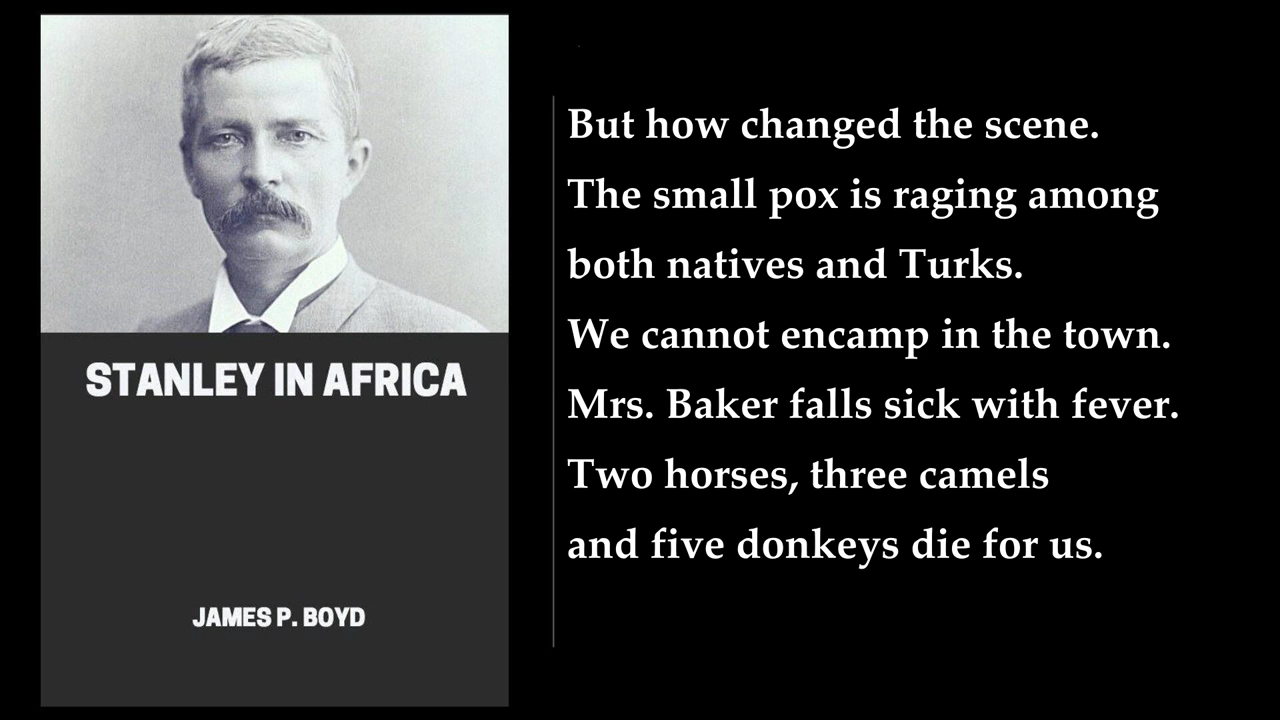 STANLEY IN AFRICA
JAMES P. BOYD
But how changed the scene.
The small pox is raging among
both natives and Turks.
We cannot encamp in the town.
Mrs. Baker falls sick with fever.
Two horses, three camels
and five donkeys die for us.